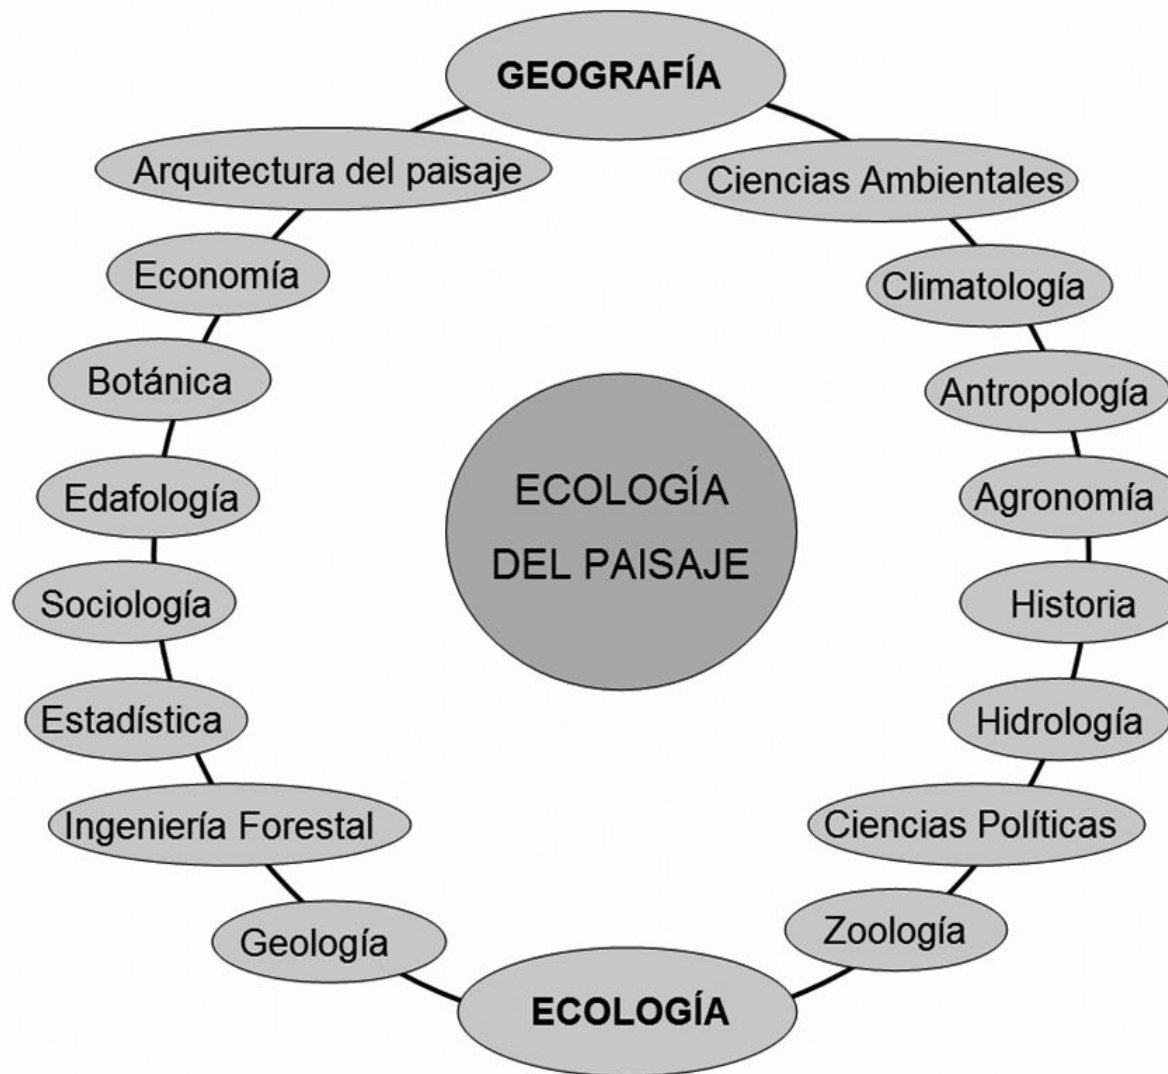 GEOGRAFÍA
Arquitectura del paisaje
Ciencias Ambientales
Economía
Climatología
Botánica
Antropología
ECOLOGÍA
DEL PAISAJE
Edafología
Agronomía
Sociología
Historia
Estadística
Hidrología
Ingeniería Forestal
Ciencias Políticas
Geología
Zoología
ECOLOGÍA